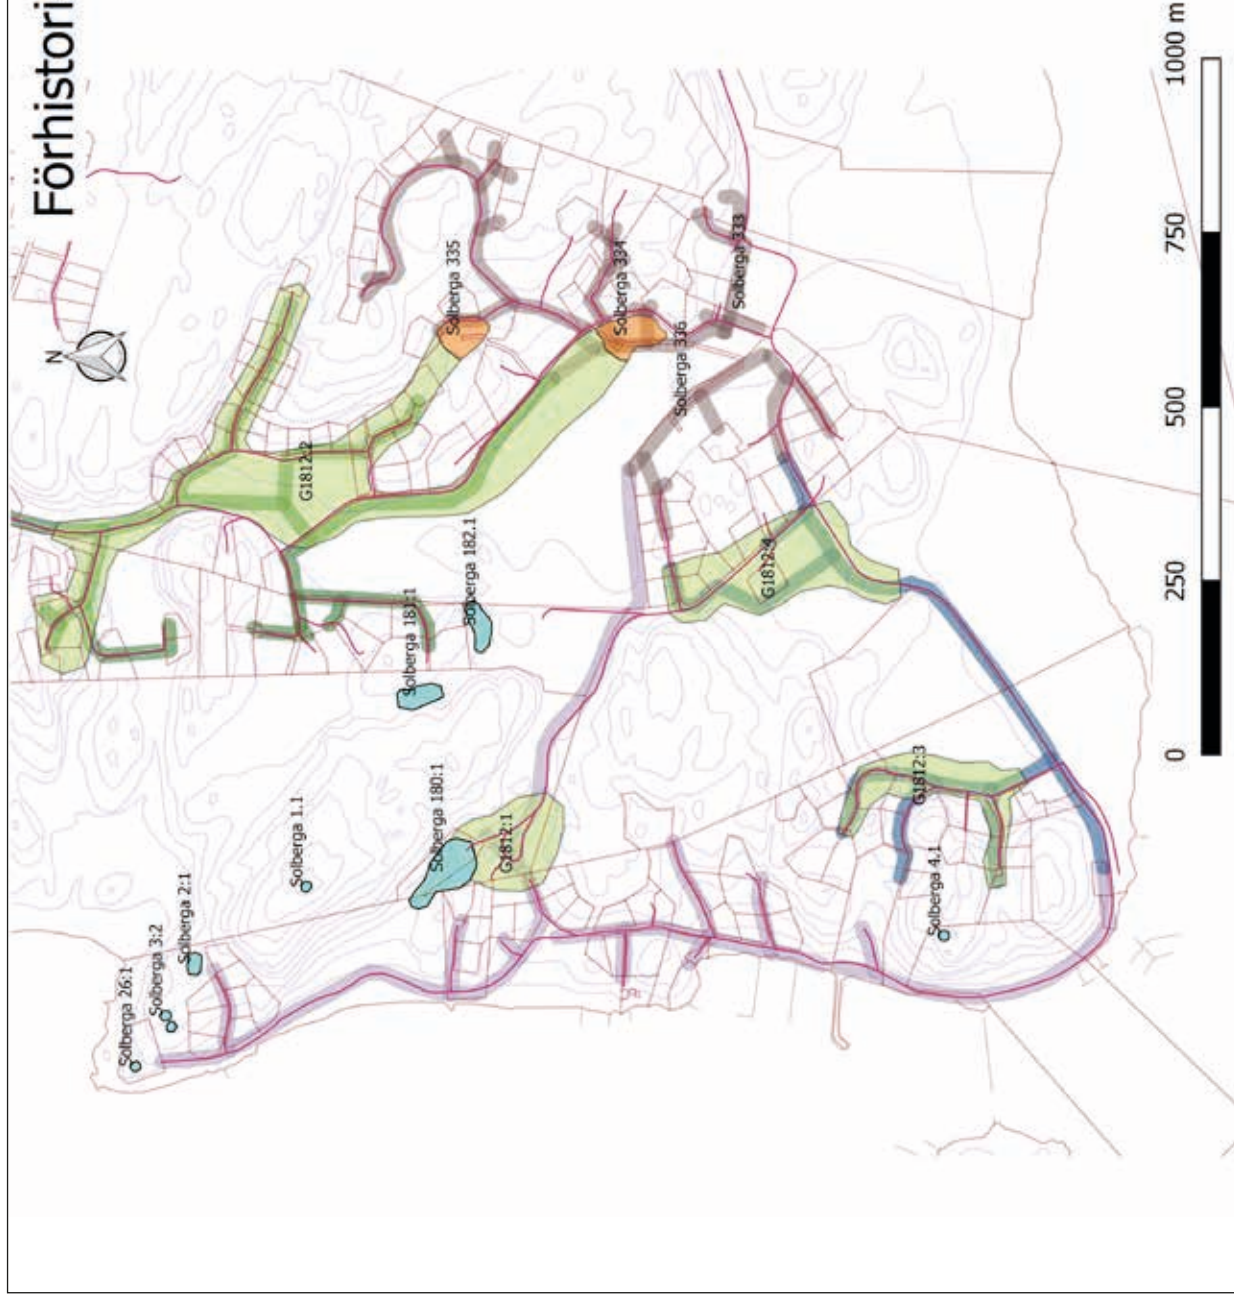 Förhistori
N
Solberga 335
Solberga 334
Solberga 333
Solberga 336
G1812:2
Solberga 182.1
Solberga 181:1
G1812:4
Solberga 180:1
G1812:1
Solberga 1.1
Solberga 2:1
Solberga 3:2
Solberga 26:1
G1812:3
Solberga 4.1
0
250
500
750
1000 m